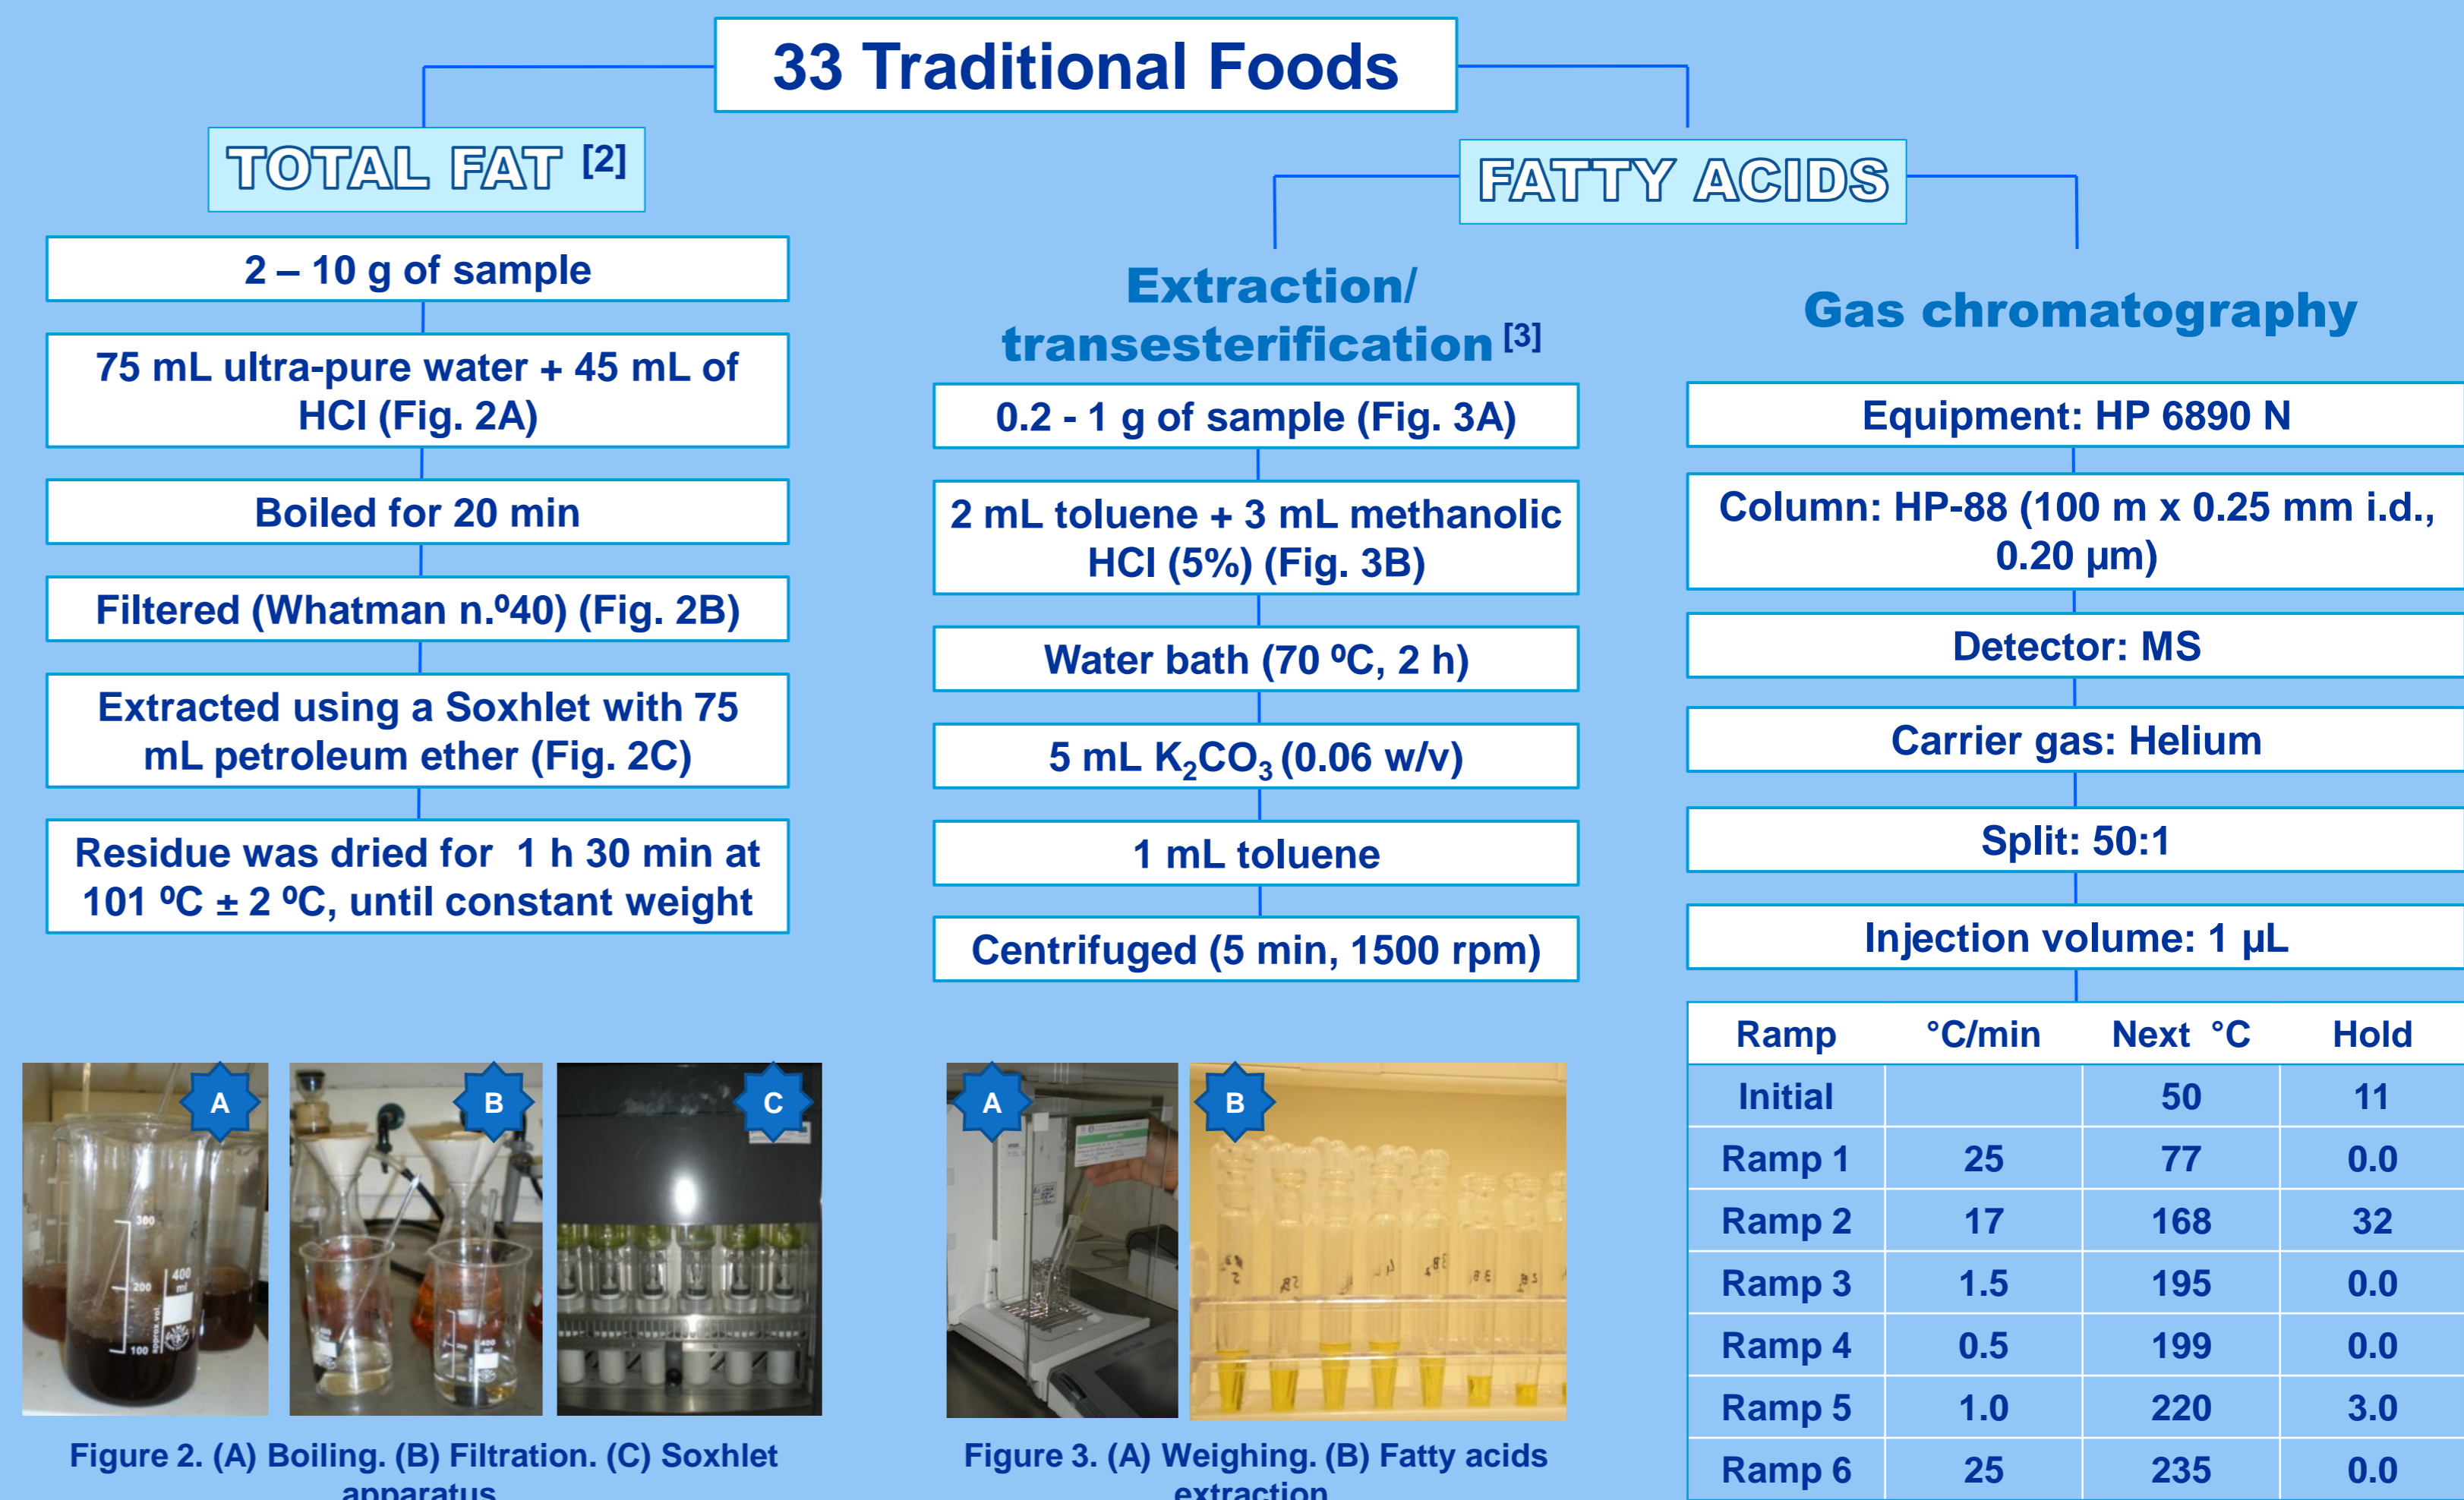 33 Traditional Foods
TOTAL FAT [2]
2 – 10 g of sample
75 mL ultra-pure water + 45 mL of
HCl (Fig. 2A)
Boiled for 20 min
Filtered (Whatman n.º40) (Fig. 2B)
Extracted using a Soxhlet with 75
mL petroleum ether (Fig. 2C)
Residue was dried for 1 h 30 min at
101 ºC ± 2 ºC, until constant weight
A
B
C
300
200
100
400
ml
approx.vol.
Figure 2. (A) Boiling. (B) Filtration. (C) Soxhlet
apparatus
FATTY ACIDS
Extraction/
transesterification [3]
0.2 - 1 g of sample (Fig. 3A)
2 mL toluene + 3 mL methanolic
HCl (5%) (Fig. 3B)
Water bath (70 ºC, 2 h)
5 mL K₂CO₃ (0.06 w/v)
1 mL toluene
Centrifuged (5 min, 1500 rpm)
A
B
Figure 3. (A) Weighing. (B) Fatty acids
extraction
Gas chromatography
Equipment: HP 6890 N
Column: HP-88 (100 m x 0.25 mm i.d.,
0.20 µm)
Detector: MS
Carrier gas: Helium
Split: 50:1
Injection volume: 1 µL
Ramp °C/min Next °C Hold
Initial 50 11
Ramp 1 25 77 0.0
Ramp 2 17 168 32
Ramp 3 1.5 195 0.0
Ramp 4 0.5 199 0.0
Ramp 5 1.0 220 3.0
Ramp 6 25 235 0.0